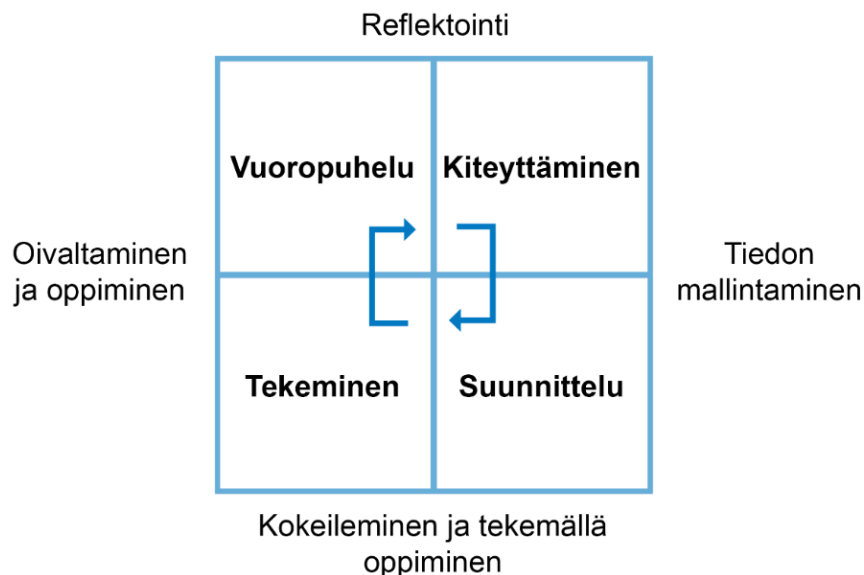 Reflektointi
Vuoropuhelu
Kiteyttäminen
Oivaltaminen
ja oppiminen
Tiedon
mallintaminen
Tekeminen
Suunnittelu
Kokeileminen ja tekemällä
oppiminen